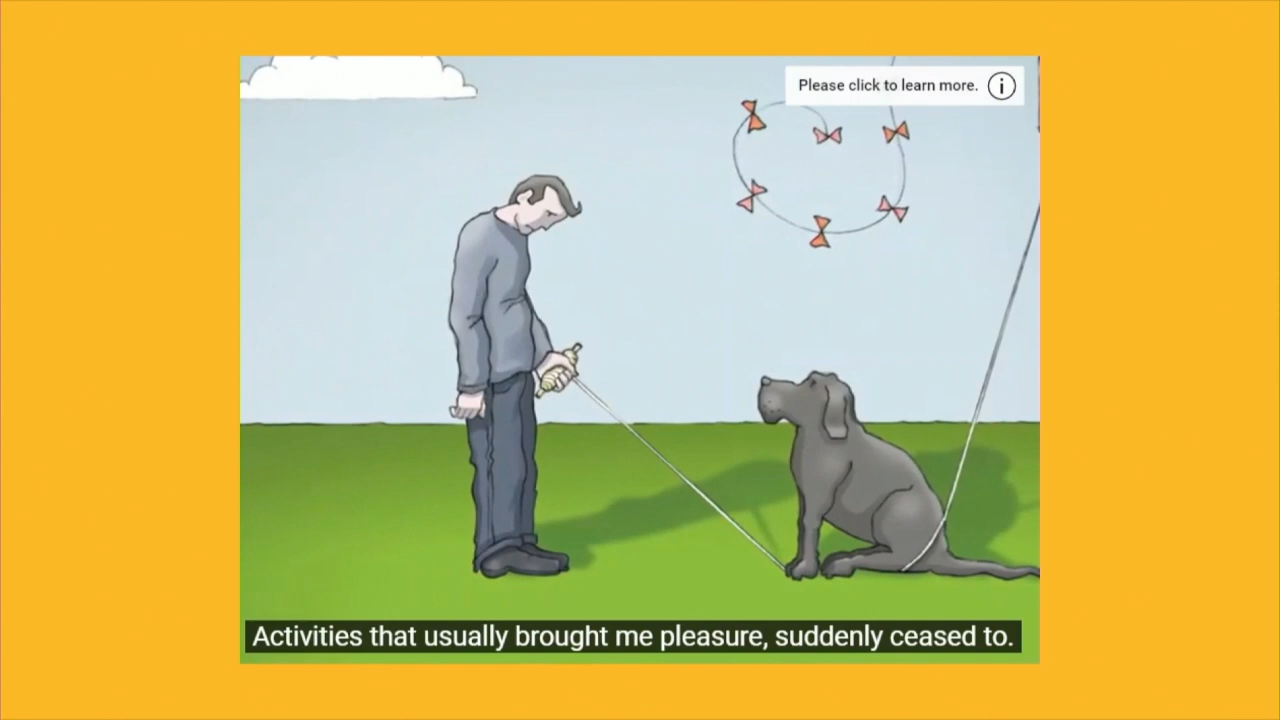 Please click to learn more.
Activities that usually brought me pleasure, suddenly ceased to.